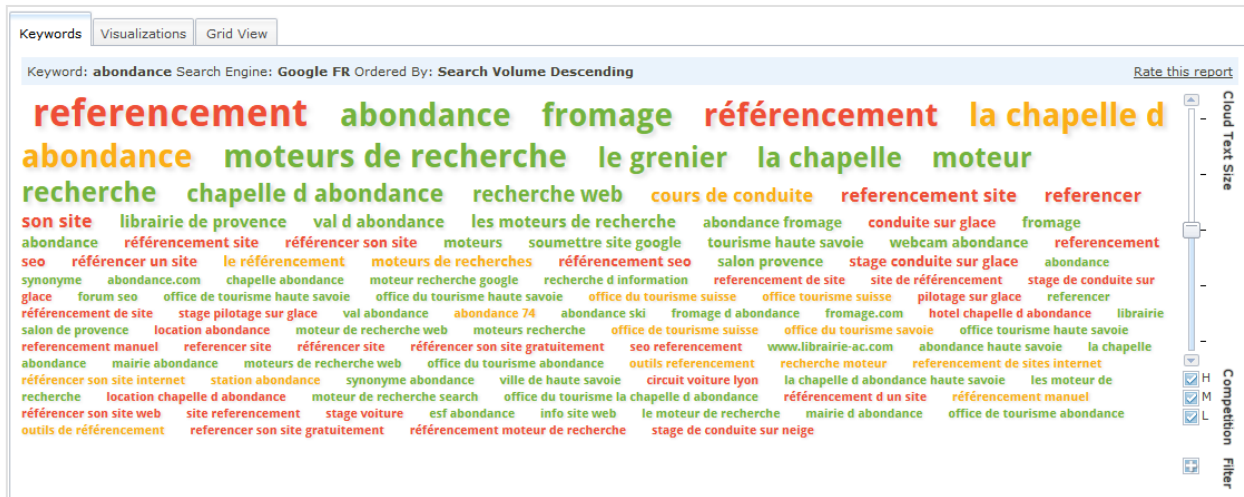 Keywords Visualizations Grid View
Keyword: abondance Search Engine: Google FR Ordered By: Search Volume Descending Rate this report
referencement abondance fromage référencement la chapelle d
abondance moteurs de recherche le grenier la chapelle moteur
recherche chapelle d abondance recherche web cours de conduite referencement site referencer
son site librairie de provence val d abondance les moteurs de recherche abondance fromage conduite sur glace fromage
abondance référencement site référencer son site moteurs soumettre site google tourisme haute savoie webcam abondance referencement
seo référencer un site le référencement moteurs de recherches référencement seo salon provence stage conduite sur glace abondance
synonyme abondance.com chapelle abondance moteur recherche google recherche d information referencement de site site de référencement stage de conduite sur
glace forum seo office de tourisme haute savoie office du tourisme haute savoie office du tourisme suisse office tourisme suisse pilotage sur glace referencer
référencement de site stage pilotage sur glace val abondance abondance 74 abondance ski fromage d abondance fromage.com hotel chapelle d abondance librairie
salon de provence location abondance moteur de recherche web moteurs recherche office de tourisme suisse office du tourisme savoie office tourisme haute savoie
referencement manuel referencer site référencer site référencer son site gratuitement seo referencement www.librairie-ac.com abondance haute savoie la chapelle
abondance mairie abondance moteurs de recherche web office du tourisme abondance outils referencement recherche moteur referencement de sites internet
référencer son site internet station abondance synonyme abondance ville de haute savoie circuit voiture lyon la chapelle d abondance haute savoie les moteur de
recherche location chapelle d abondance moteur de recherche search office du tourisme la chapelle d abondance référencement d un site référencement manuel
référencer son site web site referencement stage voiture esf abondance info site web le moteur de recherche mairie d abondance office de tourisme abondance
outils de référencement referencer son site gratuitement référencement moteur de recherche stage de conduite sur neige
Cloud Text Size
H
M
L
Competition Filter